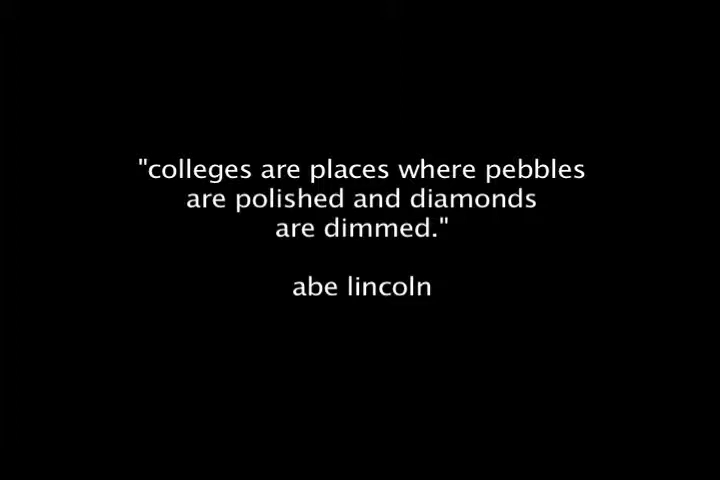 "colleges are places where pebbles
are polished and diamonds
are dimmed."
abe lincoln